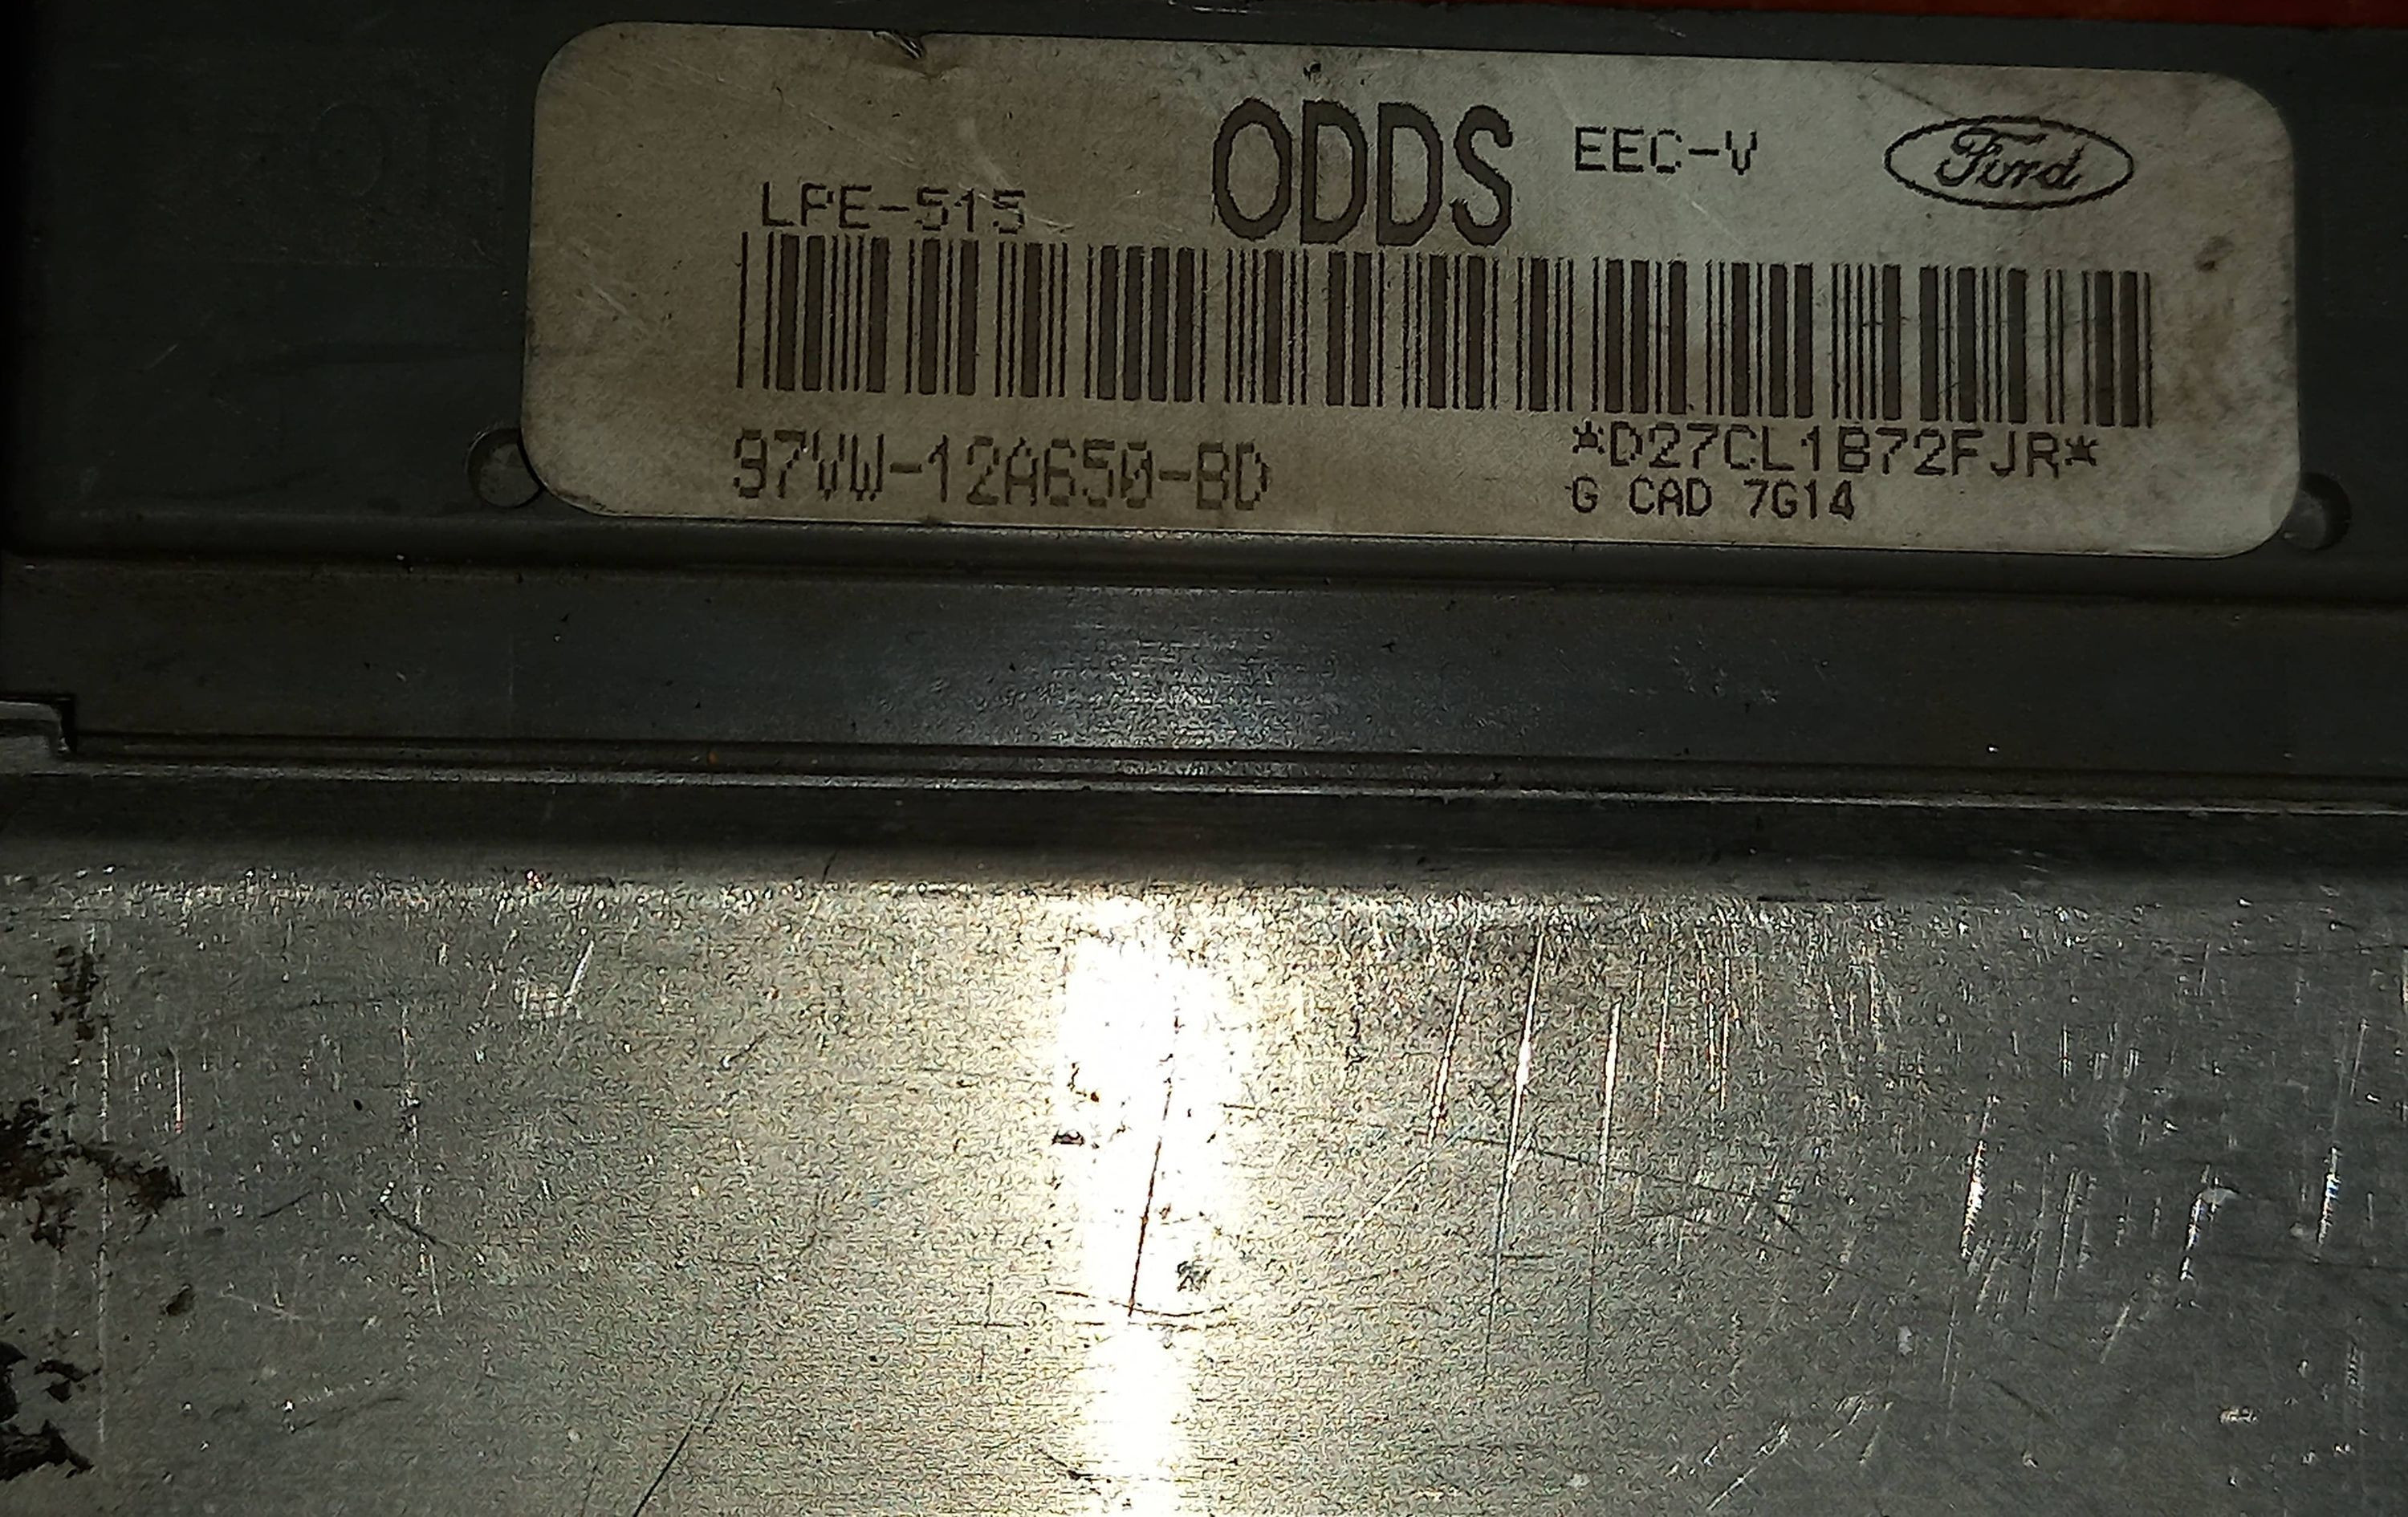 ODDS EEC-V Ford
LPE-515
97VW-12A650-BD
*D27CL1B72FJR*
G CAD 7G14